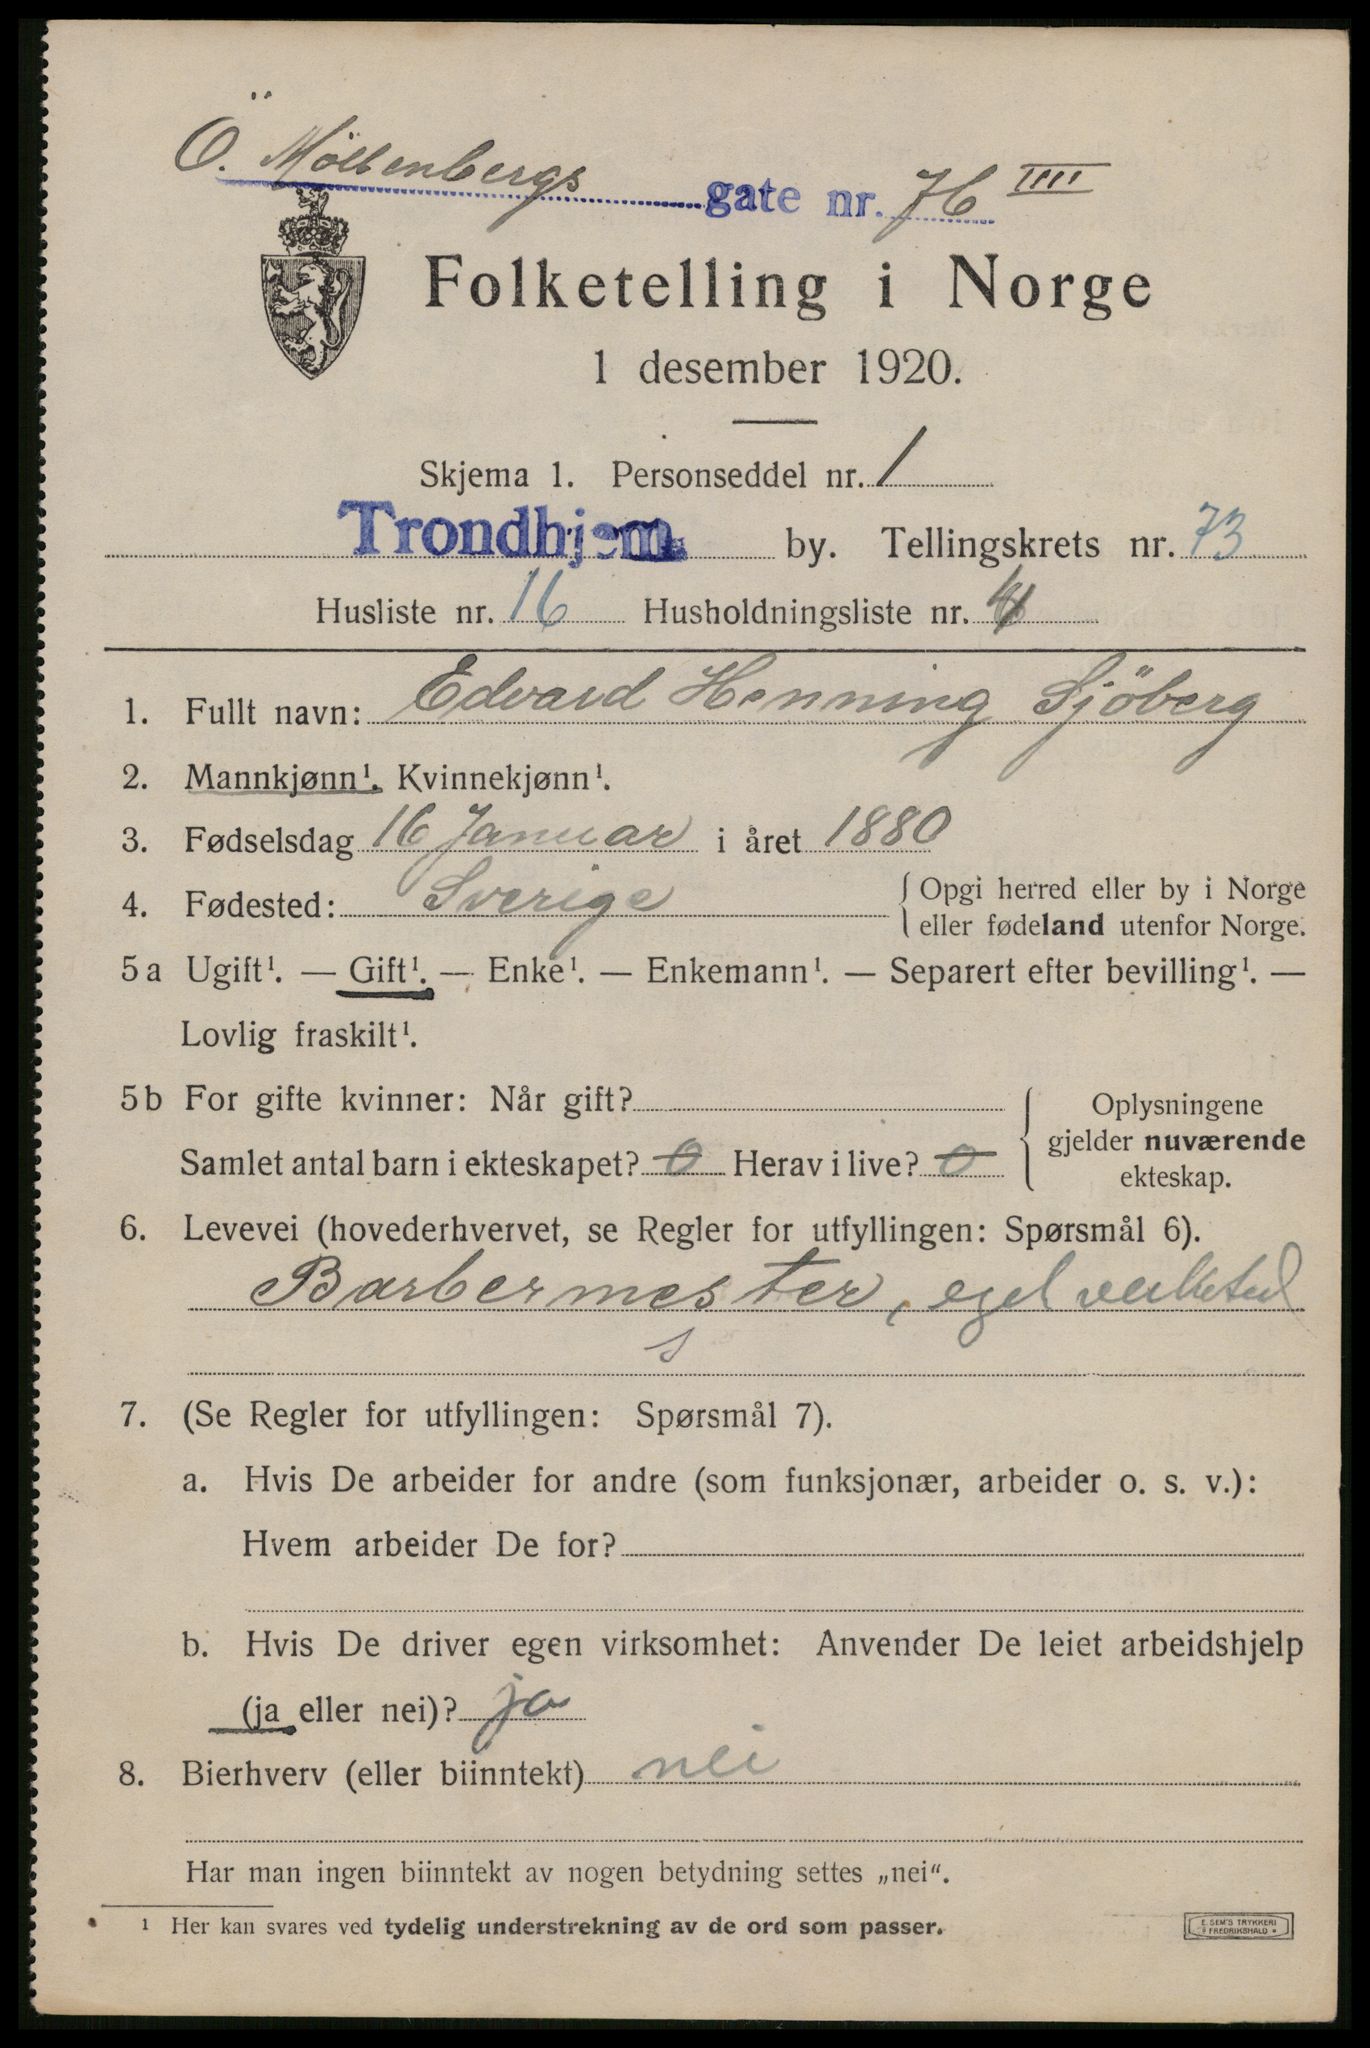 Ö. Möllenbergs gate nr. 76 IIII
Folketelling i Norge
1 desember 1920.
Skjema 1. Personseddel nr. 1
Trondhjem by. Tellingskrets nr. 73
Husliste nr. 16 Husholdningsliste nr. 4
1. Fullt navn: Edvard Henning Sjöberg
2. Mannkjønn¹. Kvinnekjønn¹.
3. Fødselsdag 16 Januar i året 1880
4. Fødested: Sverige { Opgi herred eller by i Norge
eller fødeland utenfor Norge.
5a Ugift¹. — Gift¹. — Enke¹. — Enkemann¹. — Separert efter bevilling¹. —
Lovlig fraskilt¹.
5b For gifte kvinner: Når gift? Oplysningene
gjelder nuværende
Samlet antal barn i ekteskapet? 0 Herav i live? 0
ekteskap.
6. Levevei (hovederhvervet, se Regler for utfyllingen: Spørsmål 6).
Barbermester, eget verksted
s
7. (Se Regler for utfyllingen: Spørsmål 7).
a. Hvis De arbeider for andre (som funksjonær, arbeider o. s. v.):
Hvem arbeider De for?
b. Hvis De driver egen virksomhet: Anvender De leiet arbeidshjelp
(ja eller nei)? ja
8. Bierhverv (eller biinntekt) nei
Har man ingen biinntekt av nogen betydning settes „nei“.
¹ Her kan svares ved tydelig understrekning av de ord som passer.
E. SEM'S TRYKKERI
FREDRIKSHALD